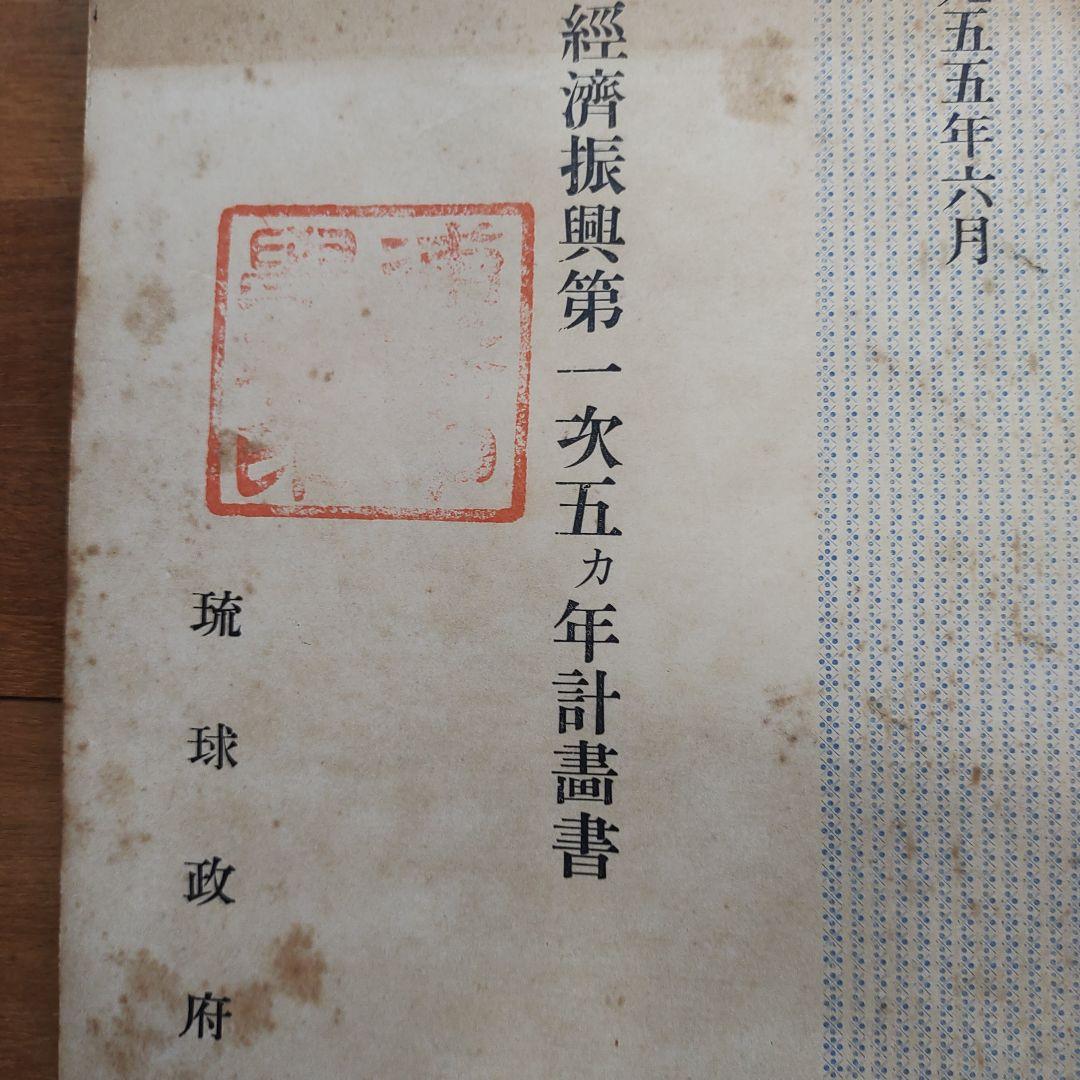 五五年六月
經濟振興第一次五カ年計畫書
琉球政府